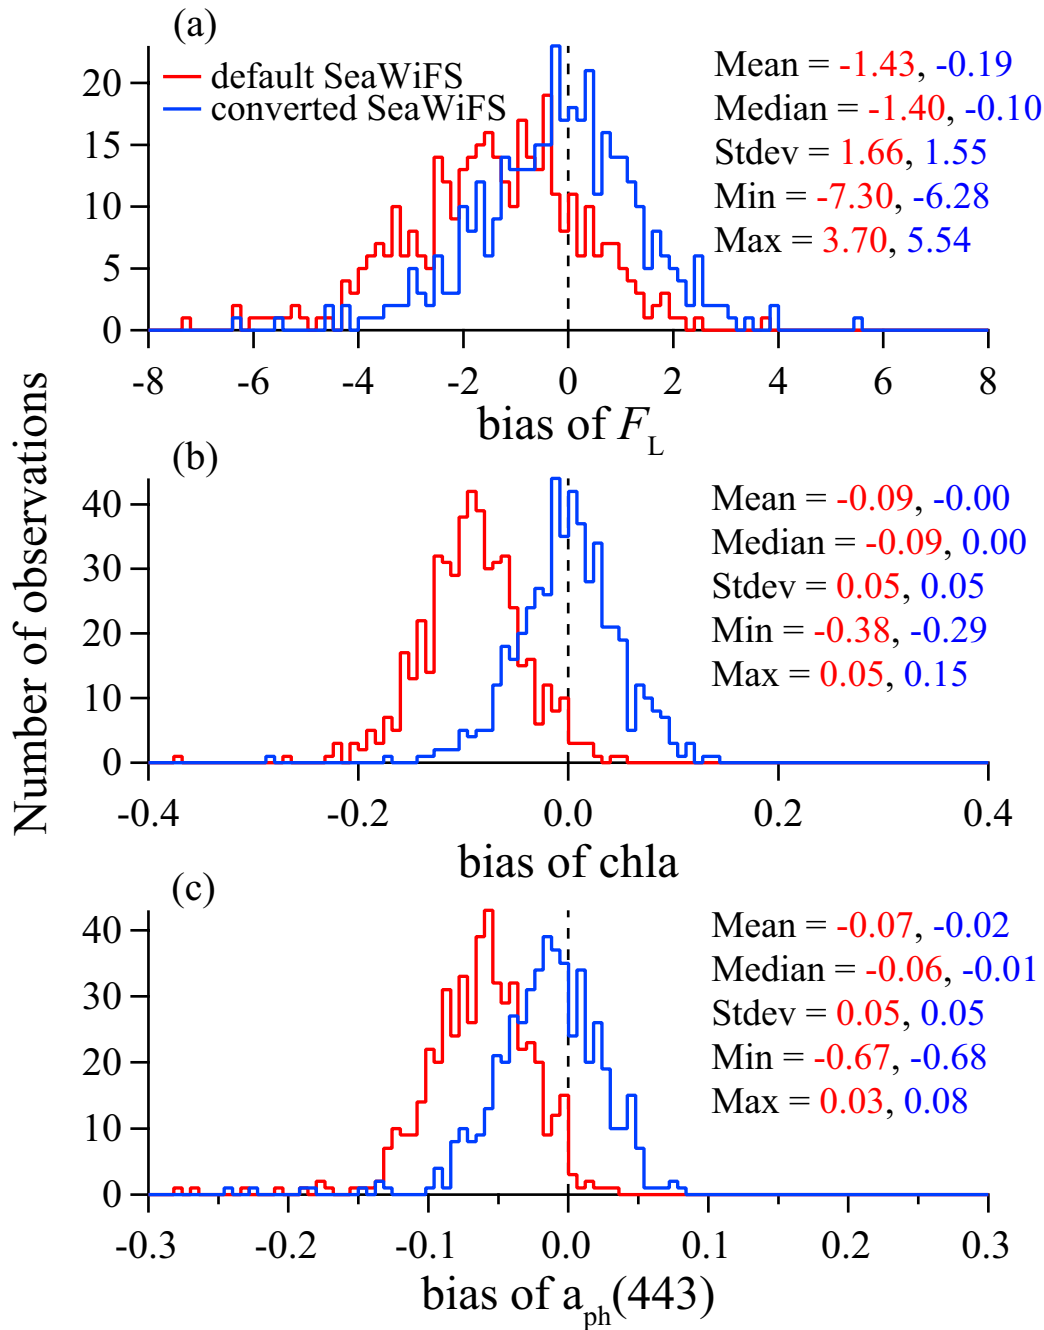 (a)
default SeaWiFS
converted SeaWiFS
Mean = -1.43, -0.19
Median = -1.40, -0.10
Stdev = 1.66, 1.55
Min = -7.30, -6.28
Max = 3.70, 5.54
20
15
10
5
0
-8 -6 -4 -2 0 2 4 6 8
bias of F_L
Number of observations
(b)
Mean = -0.09, -0.00
Median = -0.09, 0.00
Stdev = 0.05, 0.05
Min = -0.38, -0.29
Max = 0.05, 0.15
40
30
20
10
0
-0.4 -0.2 0.0 0.2 0.4
bias of chla
(c)
Mean = -0.07, -0.02
Median = -0.06, -0.01
Stdev = 0.05, 0.05
Min = -0.67, -0.68
Max = 0.03, 0.08
40
30
20
10
0
-0.3 -0.2 -0.1 0.0 0.1 0.2 0.3
bias of a_ph(443)